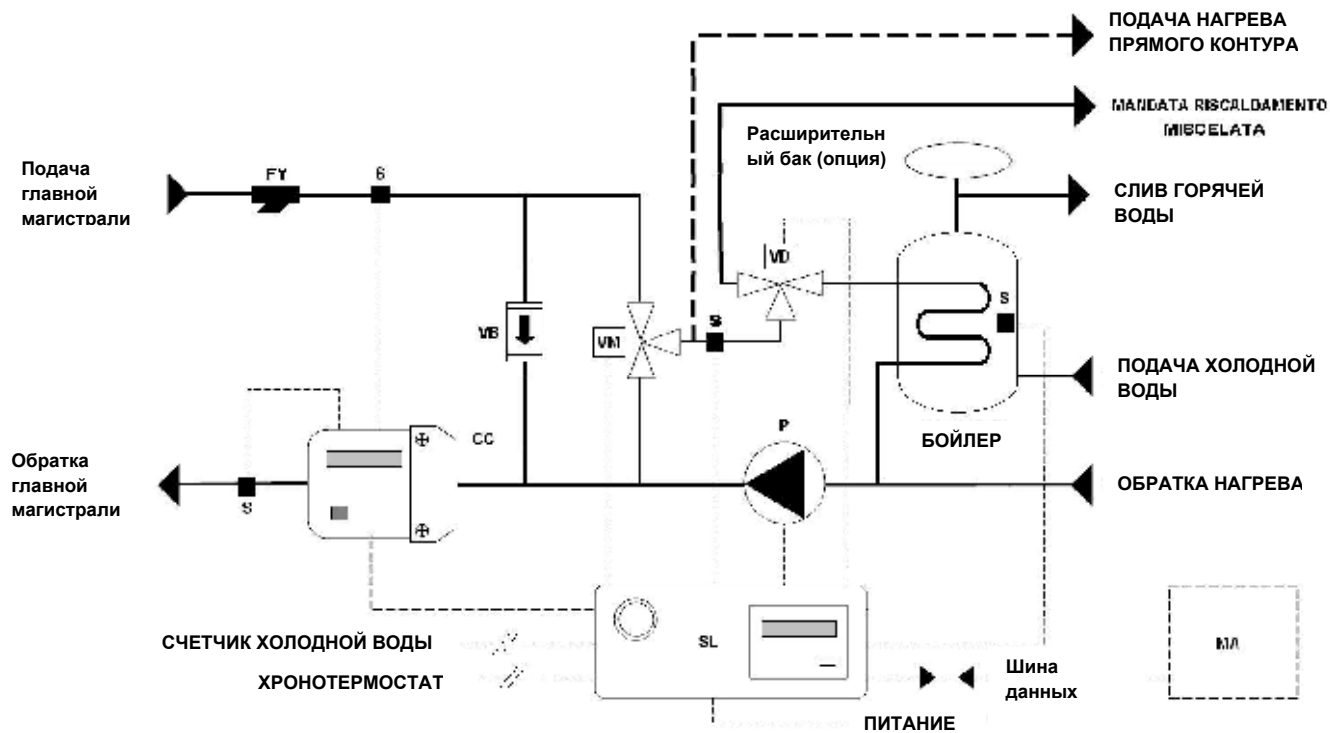 ПОДАЧА НАГРЕВА
ПРЯМОГО КОНТУРА
MANDATA RISCALDAMENTO
MISCELATA
Расширительн
ый бак (опция)
Подача
главной
магистрали
FY
6
СЛИВ ГОРЯЧЕЙ
ВОДЫ
VD
S
VB
VM
S
ПОДАЧА ХОЛОДНОЙ
ВОДЫ
P
CC
БОЙЛЕР
Обратка
главной
магистрали
S
ОБРАТКА НАГРЕВА
СЧЕТЧИК ХОЛОДНОЙ ВОДЫ
SL
MA
ХРОНОТЕРМОСТАТ
Шина
данных
ПИТАНИЕ